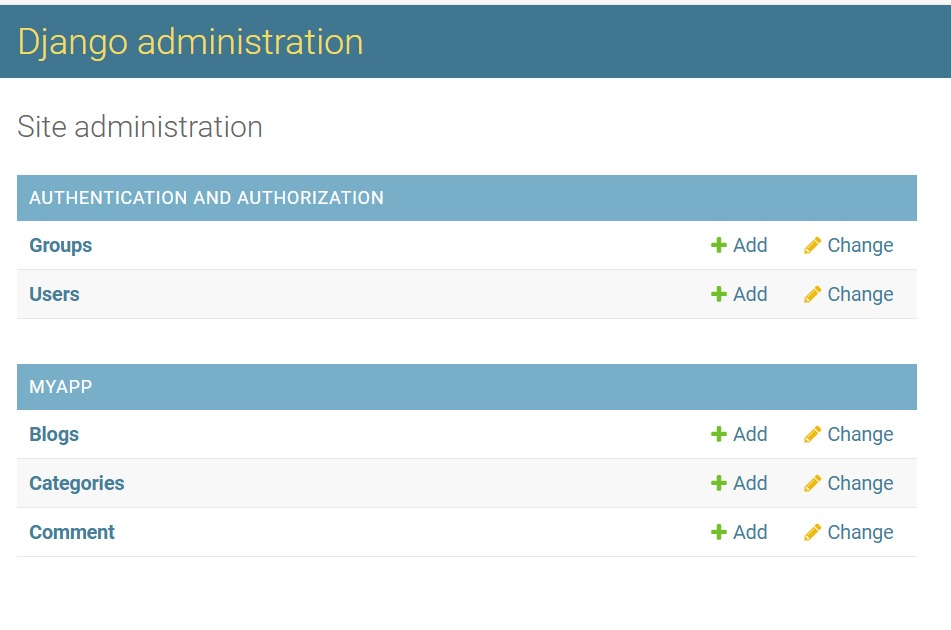 Django administration
Site administration
AUTHENTICATION AND AUTHORIZATION
Groups Add Change
Users Add Change
MYAPP
Blogs Add Change
Categories Add Change
Comment Add Change